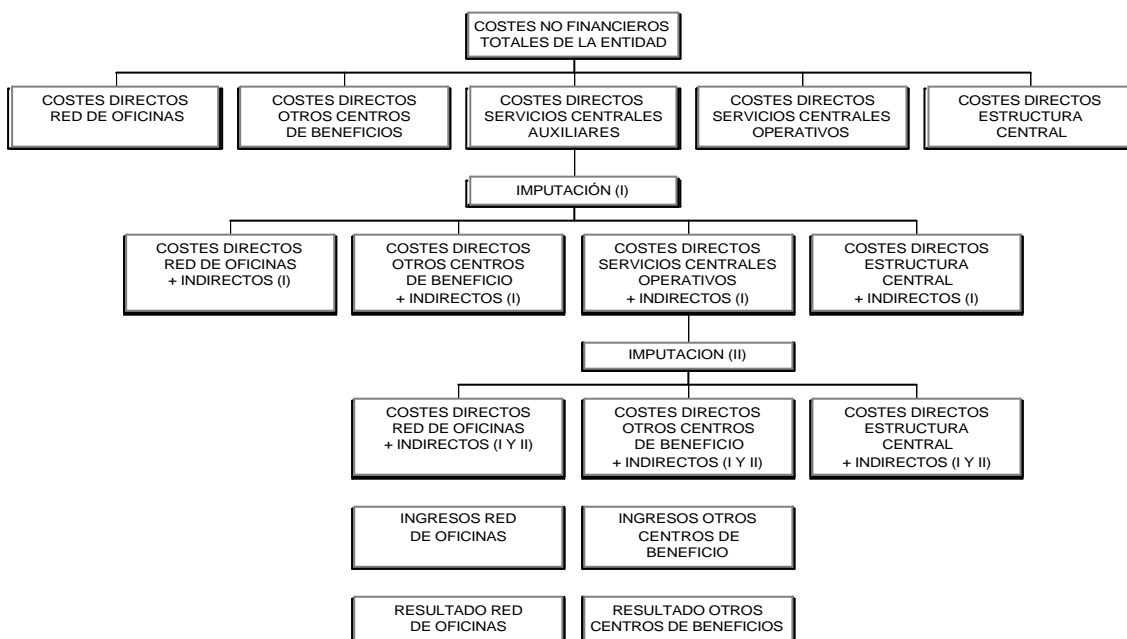 COSTES NO FINANCIEROS
TOTALES DE LA ENTIDAD
COSTES DIRECTOS
RED DE OFICINAS
COSTES DIRECTOS
OTROS CENTROS
DE BENEFICIOS
COSTES DIRECTOS
SERVICIOS CENTRALES
AUXILIARES
COSTES DIRECTOS
SERVICIOS CENTRALES
OPERATIVOS
COSTES DIRECTOS
ESTRUCTURA
CENTRAL
IMPUTACIÓN (I)
COSTES DIRECTOS
RED DE OFICINAS
+ INDIRECTOS (I)
COSTES DIRECTOS
OTROS CENTROS
DE BENEFICIO
+ INDIRECTOS (I)
COSTES DIRECTOS
SERVICIOS CENTRALES
OPERATIVOS
+ INDIRECTOS (I)
COSTES DIRECTOS
ESTRUCTURA
CENTRAL
+ INDIRECTOS (I)
IMPUTACION (II)
COSTES DIRECTOS
RED DE OFICINAS
+ INDIRECTOS (I Y II)
COSTES DIRECTOS
OTROS CENTROS
DE BENEFICIO
+ INDIRECTOS (I Y II)
COSTES DIRECTOS
ESTRUCTURA
CENTRAL
+ INDIRECTOS (I Y II)
INGRESOS RED
DE OFICINAS
INGRESOS OTROS
CENTROS DE
BENEFICIO
RESULTADO RED
DE OFICINAS
RESULTADO OTROS
CENTROS DE BENEFICIOS